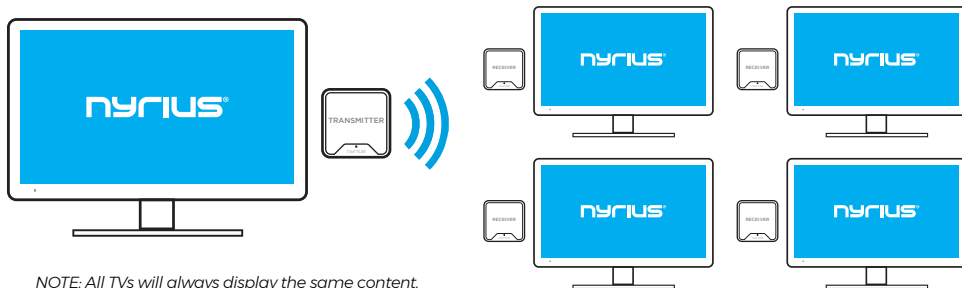 nyrius®
TRANSMITTER
nyrius
RECEIVER
nyrius®
RECEIVER
nyrius®
RECEIVER
nyrius®
RECEIVER
nyrius®
NOTE: All TVs will always display the same content.